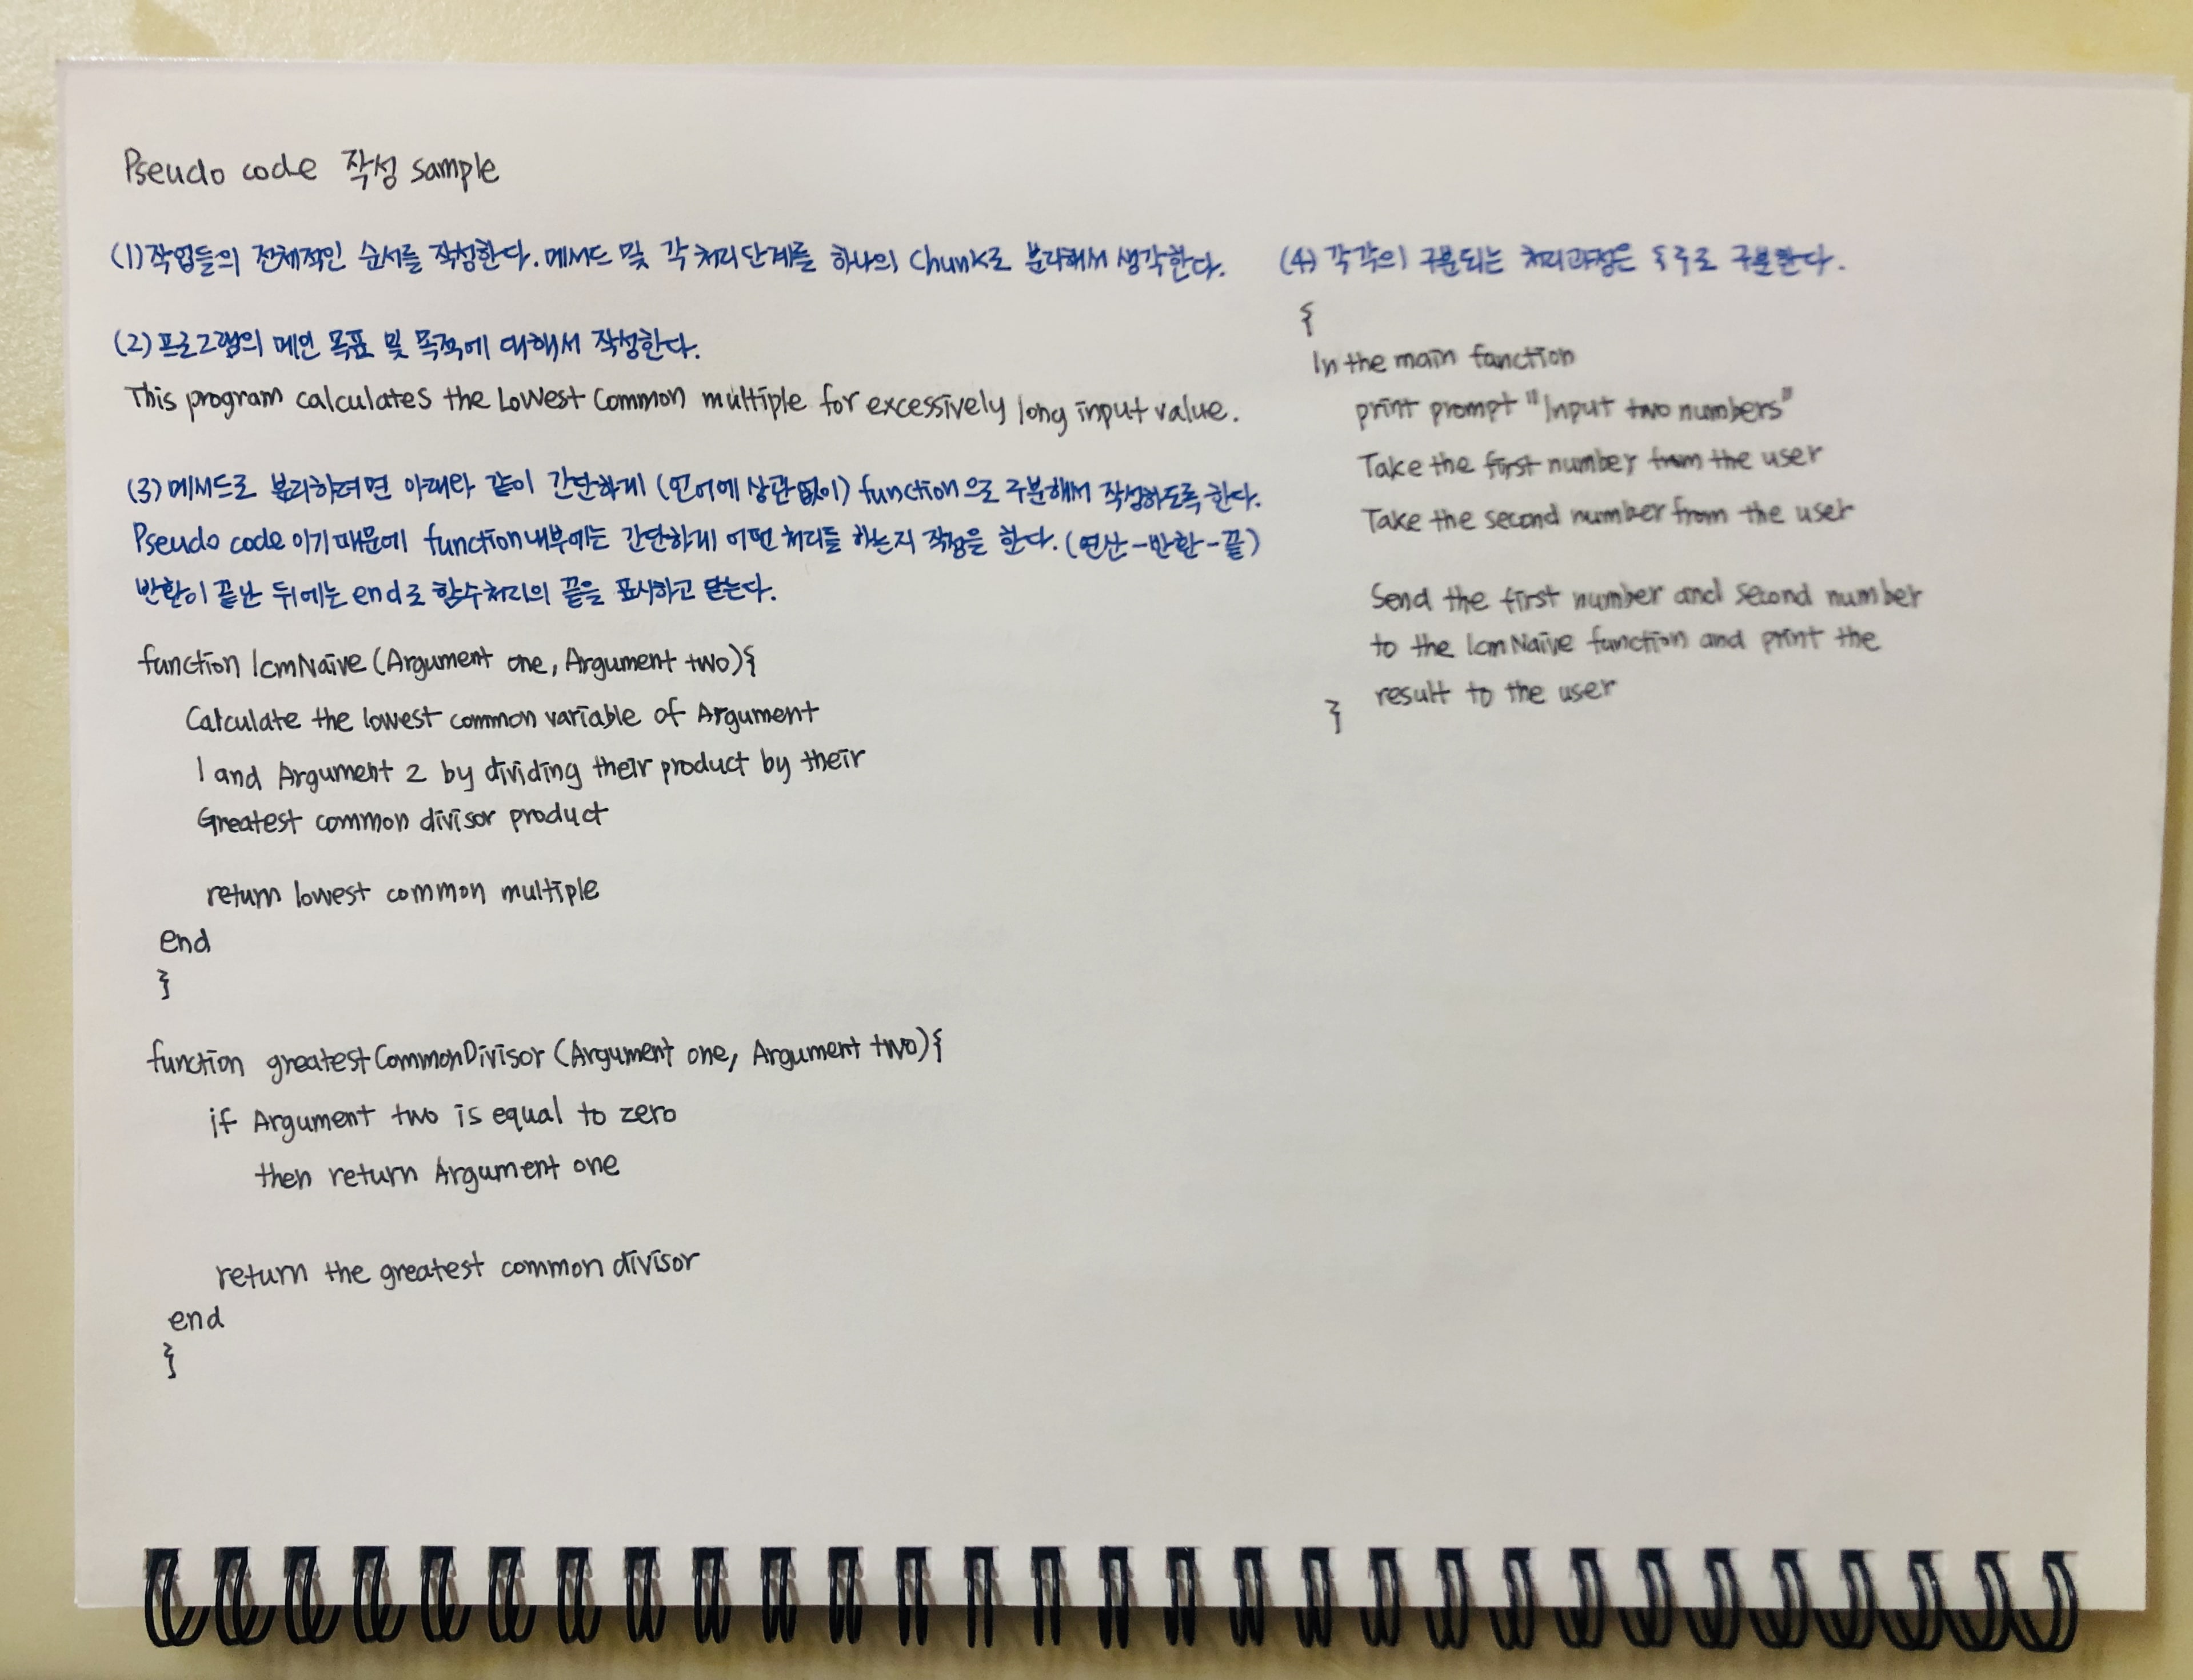 Pseudo code 작성 sample
(1) 작업들의 전체적인 순서를 작성한다. 메서드 및 각 처리단계를 하나의 Chunk로 분리해서 생각한다.
(2) 프로그램의 메인 목표 및 목적에 대해서 작성한다.
This program calculates the Lowest Common multiple for excessively long input value.
(3) 메서드로 분리하려면 아래와 같이 간단하게 (언어에 상관없이) function으로 구분해서 작성하도록 한다.
Pseudo code이기 때문에 function내부에는 간단하게 어떤 처리를 하는지 작성을 한다. (연산-반환-끝)
반환이 끝난 뒤에는 end로 함수처리의 끝을 표시하고 닫는다.
function lcmNaive (Argument one, Argument two){
Calculate the lowest common variable of Argument
1 and Argument 2 by dividing their product by their
Greatest common divisor product
return lowest common multiple
end
}
function greatestCommonDivisor (Argument one, Argument two){
if Argument two is equal to zero
then return Argument one
return the greatest common divisor
end
}
(4) 각각의 구분되는 처리과정은 { }로 구분한다.
{
In the main fanction
print prompt "Input two numbers"
Take the first number from the user
Take the second number from the user
Send the first number and second number
to the lcmNaive function and print the
result to the user
}